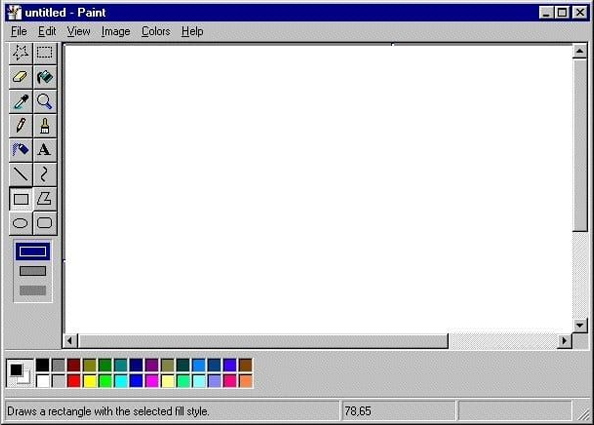 untitled - Paint
File Edit View Image Colors Help
A
Draws a rectangle with the selected fill style.
78,65